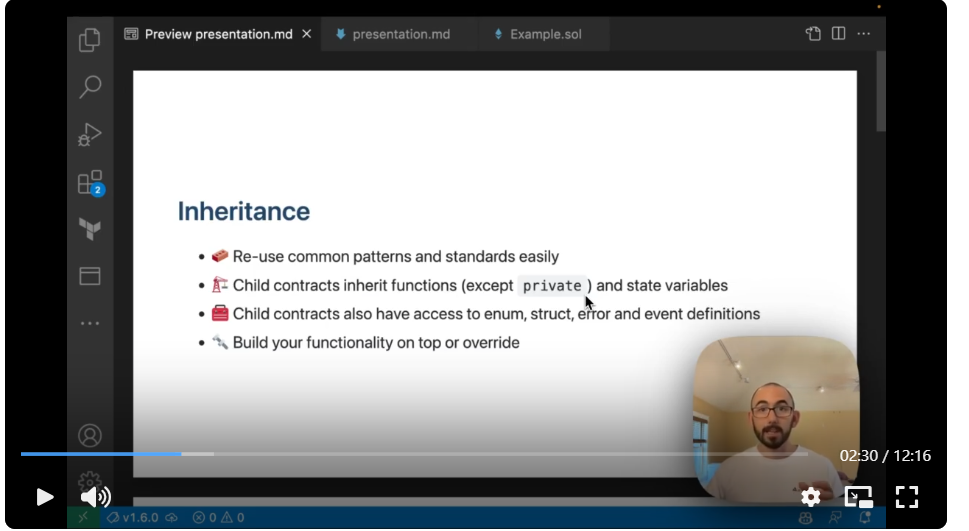 Preview presentation.md
presentation.md
Example.sol
2
Inheritance
Re-use common patterns and standards easily
Child contracts inherit functions (except private) and state variables
Child contracts also have access to enum, struct, error and event definitions
Build your functionality on top or override
02:30 / 12:16
v1.6.0
0
0